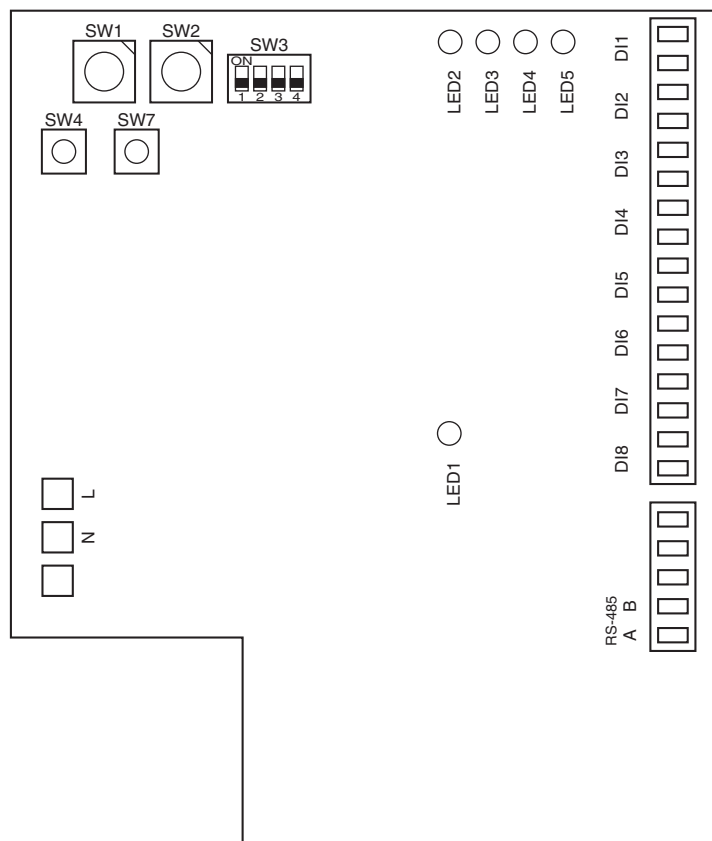 SW1
SW2
SW3
ON
1 2 3 4
SW4
SW7
LED2
LED3
LED4
LED5
DI1
DI2
DI3
DI4
DI5
DI6
DI7
DI8
LED1
L
N
RS-485
B
A